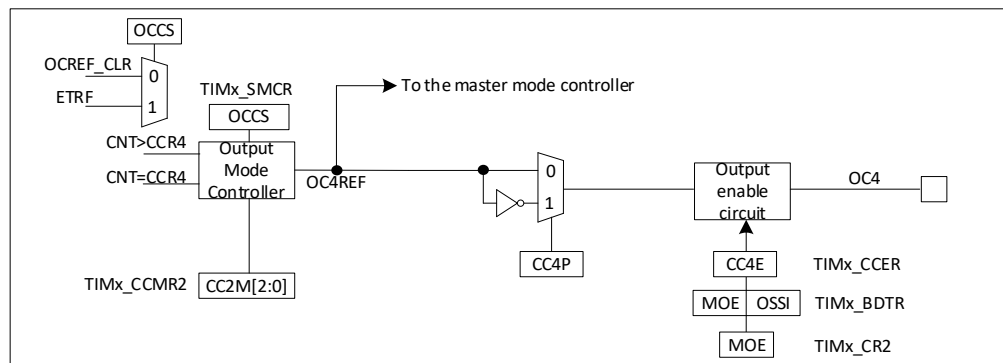 OCCS
OCREF_CLR
0
ETRF
1
TIMx_SMCR
To the master mode controller
OCCS
CNT>CCR4
CNT=CCR4
Output
Mode
Controller
OC4REF
0
1
Output
enable
circuit
OC4
CC4P
CC4E
TIMx_CCER
TIMx_CCMR2
CC2M[2:0]
MOE
OSSI
TIMx_BDTR
MOE
TIMx_CR2